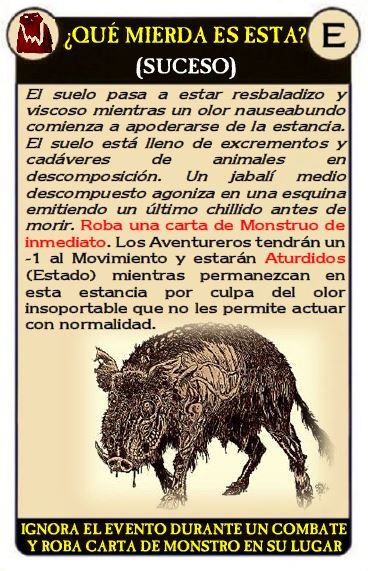 ¿QUÉ MIERDA ES ESTA?
E
(SUCESO)
El suelo pasa a estar resbaladizo y
viscoso mientras un olor nauseabundo
comienza a apoderarse de la estancia.
El suelo está lleno de excrementos y
cadáveres de animales en
descomposición. Un jabalí medio
descompuesto agoniza en una esquina
emitiendo un último chillido antes de
morir. Roba una carta de Monstruo de
inmediato. Los Aventureros tendrán un
-1 al Movimiento y estarán Aturdidos
(Estado) mientras permanezcan en
esta estancia por culpa del olor
insoportable que no les permite actuar
con normalidad.
IGNORA EL EVENTO DURANTE UN COMBATE
Y ROBA CARTA DE MONSTRO EN SU LUGAR